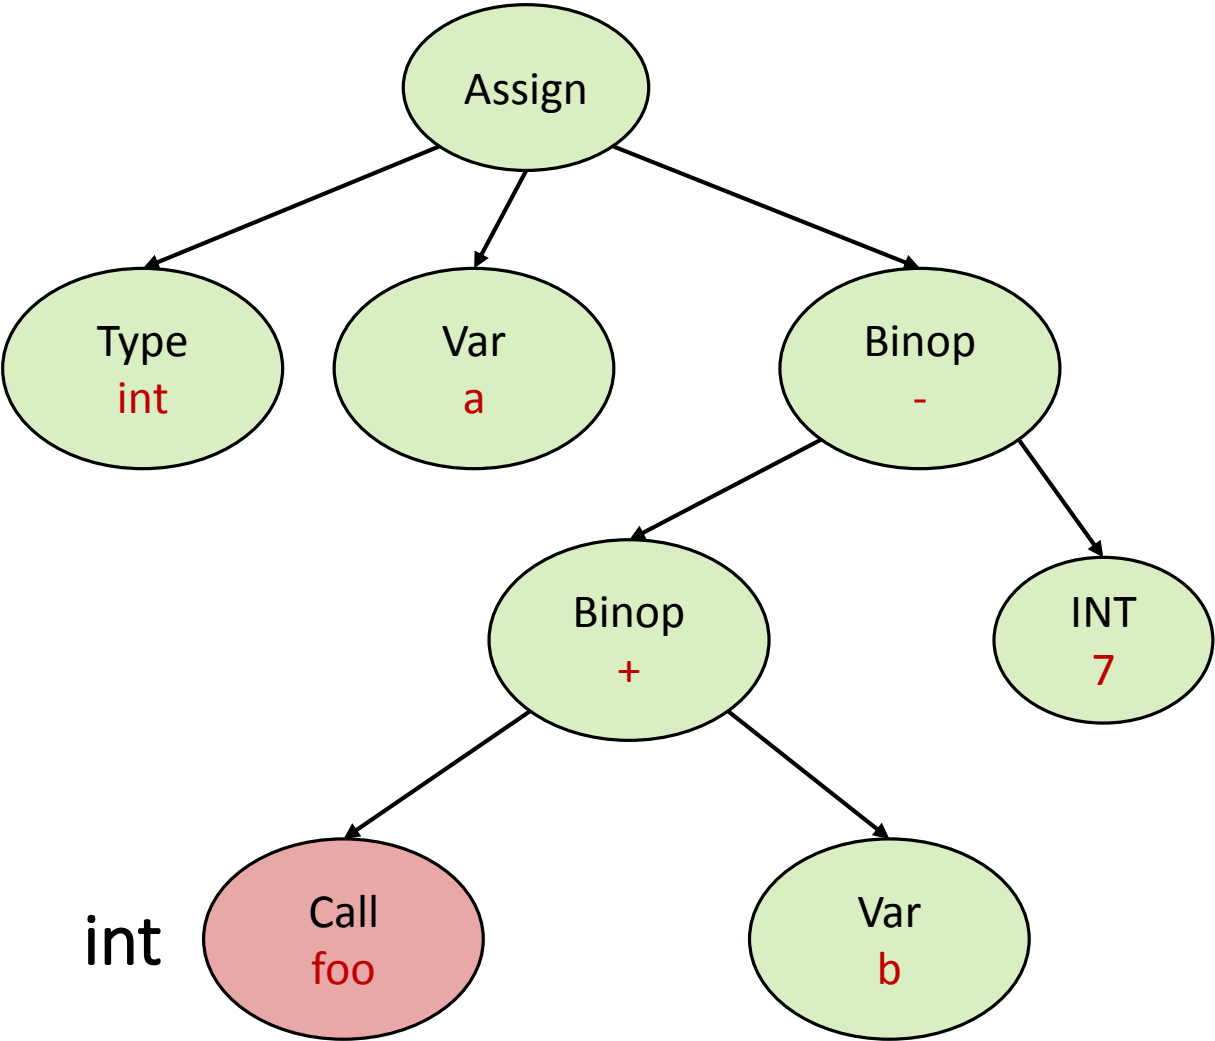 Assign
Type
int
Var
a
Binop
-
Binop
+
INT
7
int
Call
foo
Var
b